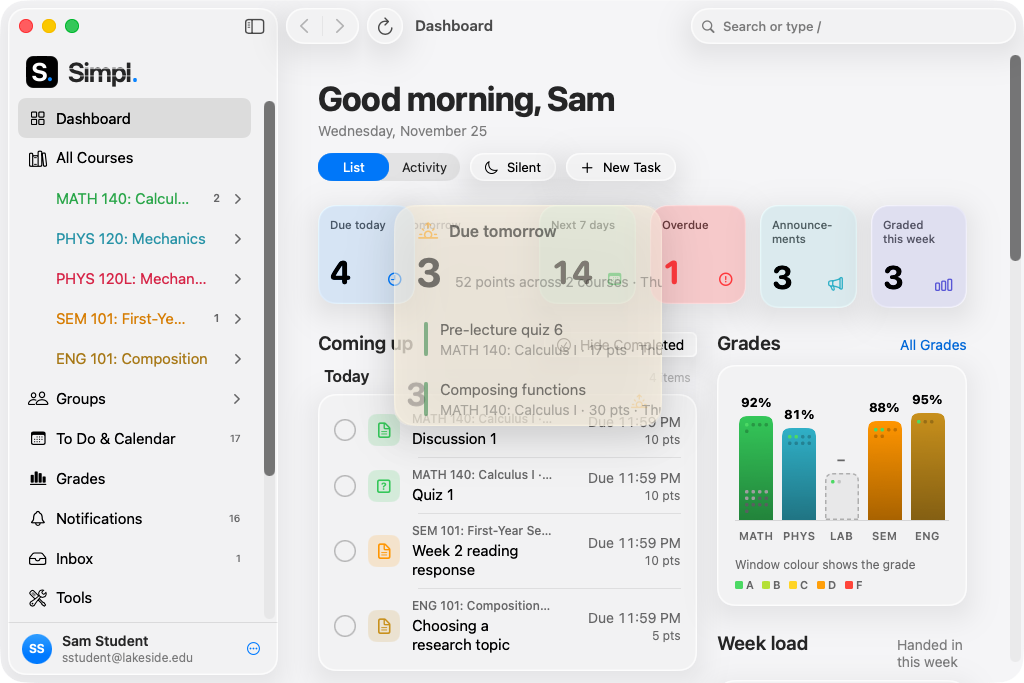 Dashboard
Search or type /
S. Simpl.
Dashboard
All Courses
MATH 140: Calcul... 2
PHYS 120: Mechanics
PHYS 120L: Mechan...
SEM 101: First-Ye... 1
ENG 101: Composition
Groups
To Do & Calendar 17
Grades
Notifications 16
Inbox 1
Tools
SS Sam Student
sstudent@lakeside.edu
Good morning, Sam
Wednesday, November 25
List Activity Silent + New Task
Due today
4
Due tomorrow
3
52 points across 2 courses · Thu
Pre-lecture quiz 6
MATH 140: Calculus I · 17 pts · Thu
Composing functions
MATH 140: Calculus I · 30 pts · Thu
3
Next 7 days
14
Overdue
1
Announce-
ments
3
Graded
this week
3
Coming up
Hide Completed
Today
4 items
MATH 140: Calculus I ·...
Discussion 1
Due 11:59 PM
10 pts
MATH 140: Calculus I ·...
Quiz 1
Due 11:59 PM
10 pts
SEM 101: First-Year Se...
Week 2 reading
response
Due 11:59 PM
10 pts
ENG 101: Composition...
Choosing a
research topic
Due 11:59 PM
5 pts
Grades
All Grades
92% 81% – 88% 95%
MATH PHYS LAB SEM ENG
Window colour shows the grade
A B C D F
Week load
Handed in
this week